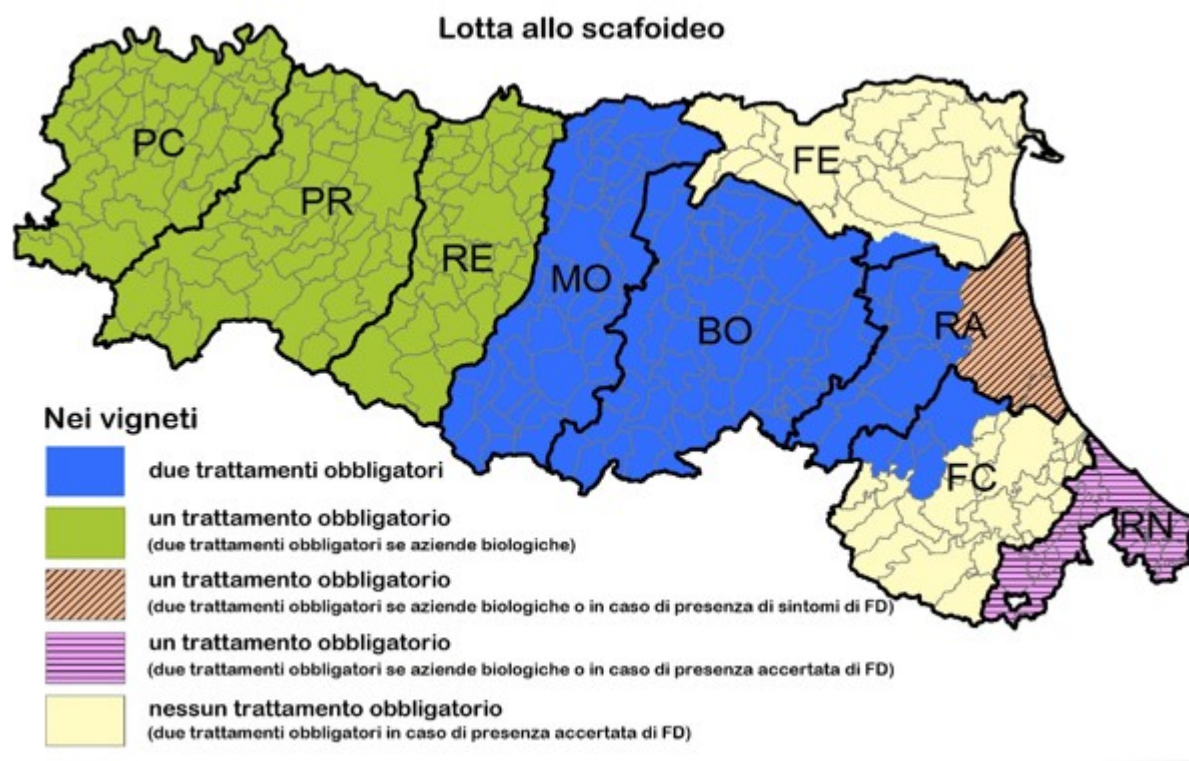 Lotta allo scafoideo
PC
PR
RE
MO
BO
FE
RA
FC
RN
Nei vigneti
due trattamenti obbligatori
un trattamento obbligatorio
(due trattamenti obbligatori se aziende biologiche)
un trattamento obbligatorio
(due trattamenti obbligatori se aziende biologiche o in caso di presenza di sintomi di FD)
un trattamento obbligatorio
(due trattamenti obbligatori se aziende biologiche o in caso di presenza accertata di FD)
nessun trattamento obbligatorio
(due trattamenti obbligatori in caso di presenza accertata di FD)